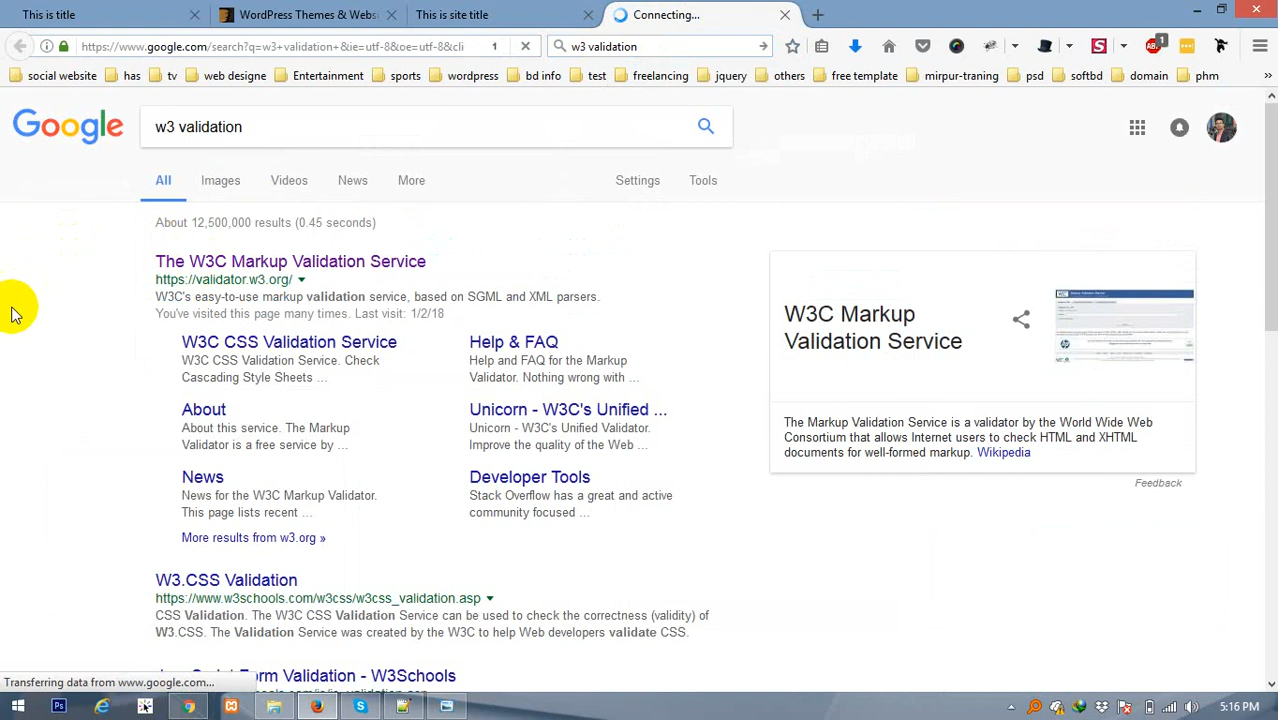 This is site title
WordPress Themes & Webs
This is site title
Connecting...
https://www.google.com/search?q=w3+validation+&ie=utf-8&oe=utf-8&cli
w3 validation
1
social website
has
tv
web designe
Entertainment
sports
wordpress
bd info
test
freelancing
jquery
others
free template
mirpur-traning
psd
softbd
domain
phm
Google
w3 validation
All
Images
Videos
News
More
Settings
Tools
About 12,500,000 results (0.45 seconds)
The W3C Markup Validation Service
https://validator.w3.org/
W3C's easy-to-use markup validation service, based on SGML and XML parsers.
You've visited this page many times. Last visit: 1/2/18
W3C CSS Validation Service
W3C CSS Validation Service. Check
Cascading Style Sheets ...
Help & FAQ
Help and FAQ for the Markup
Validator. Nothing wrong with ...
About
About this service. The Markup
Validator is a free service by ...
Unicorn - W3C's Unified ...
Unicorn - W3C's Unified Validator.
Improve the quality of the Web ...
News
News for the W3C Markup Validator.
This page lists recent ...
Developer Tools
Stack Overflow has a great and active
community focused ...
More results from w3.org »
W3.CSS Validation
https://www.w3schools.com/w3css/w3css_validation.asp
CSS Validation. The W3C CSS Validation Service can be used to check the correctness (validity) of
W3.CSS. The Validation Service was created by the W3C to help Web developers validate CSS.
Form Validation - W3Schools
W3C Markup
Validation Service
The Markup Validation Service is a validator by the World Wide Web
Consortium that allows Internet users to check HTML and XHTML
documents for well-formed markup. Wikipedia
Feedback
Transferring data from www.google.com...
5:16 PM